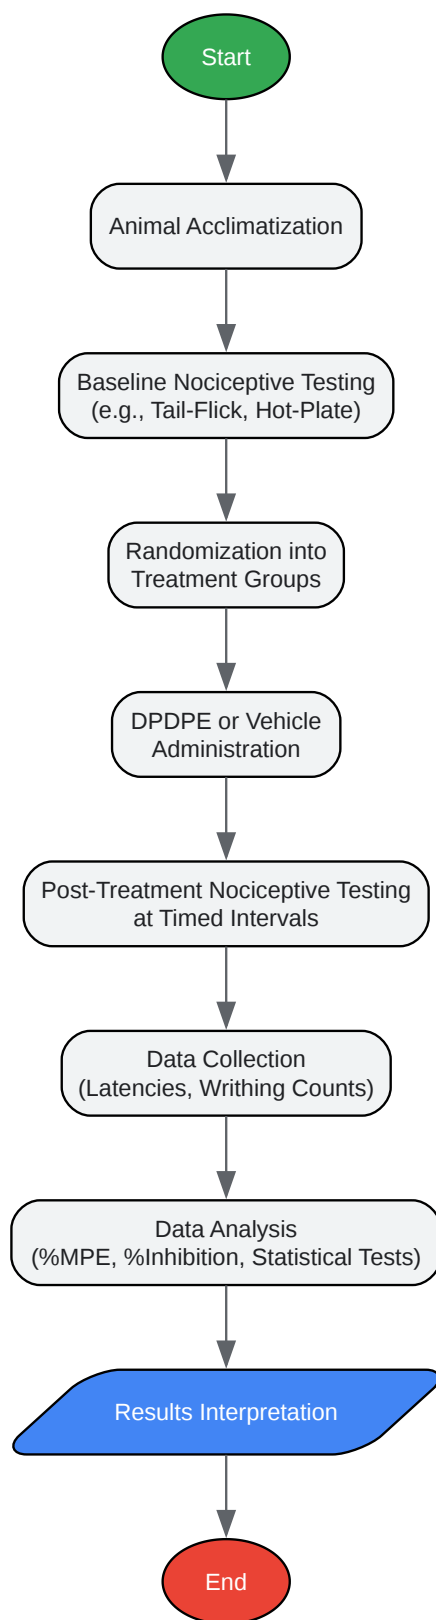 Start
Animal Acclimatization
Baseline Nociceptive Testing
(e.g., Tail-Flick, Hot-Plate)
Randomization into
Treatment Groups
DPDPE or Vehicle
Administration
Post-Treatment Nociceptive Testing
at Timed Intervals
Data Collection
(Latencies, Writhing Counts)
Data Analysis
(%MPE, %Inhibition, Statistical Tests)
Results Interpretation
End